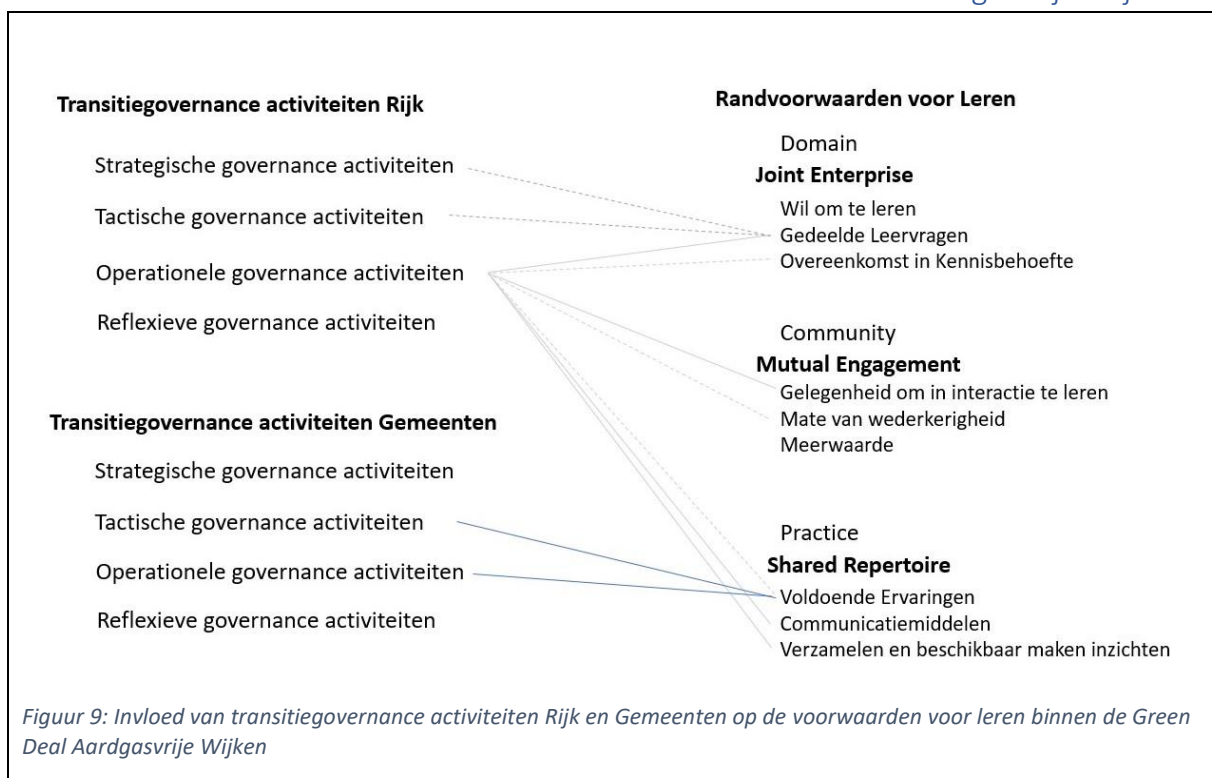 Transitiegovernance activiteiten Rijk
Strategische governance activiteiten
Tactische governance activiteiten
Operationele governance activiteiten
Reflexieve governance activiteiten
Transitiegovernance activiteiten Gemeenten
Strategische governance activiteiten
Tactische governance activiteiten
Operationele governance activiteiten
Reflexieve governance activiteiten
Randvoorwaarden voor Leren
Domain
Joint Enterprise
Wil om te leren
Gedeelde Leervragen
Overeenkomst in Kennisbehoefte
Community
Mutual Engagement
Gelegenheid om in interactie te leren
Mate van wederkerigheid
Meerwaarde
Practice
Shared Repertoire
Voldoende Ervaringen
Communicatiemiddelen
Verzamelen en beschikbaar maken inzichten
Figuur 9: Invloed van transitiegovernance activiteiten Rijk en Gemeenten op de voorwaarden voor leren binnen de Green
Deal Aardgasvrije Wijken